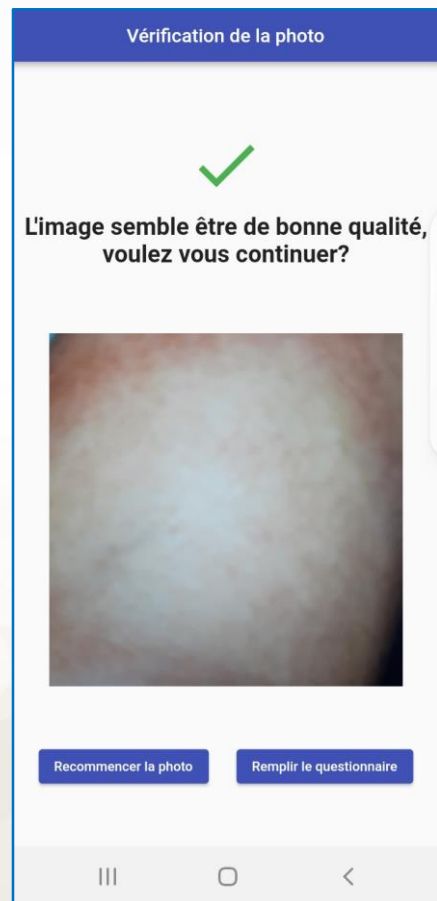 Vérification de la photo
L'image semble être de bonne qualité,
voulez vous continuer?
Recommencer la photo
Remplir le questionnaire